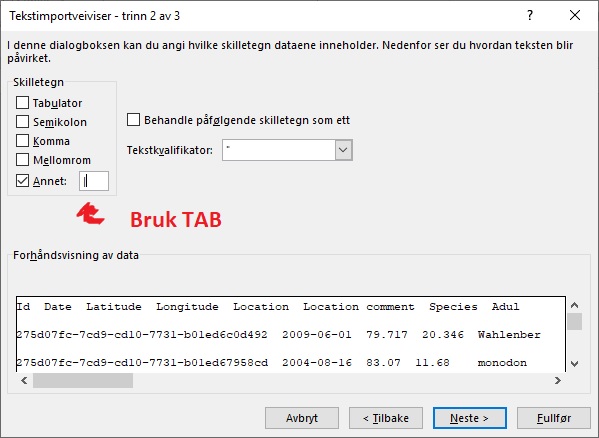 Tekstimportveiviser - trinn 2 av 3
I denne dialogboksen kan du angi hvilke skilletegn dataene inneholder. Nedenfor ser du hvordan teksten blir
påvirket.
Skilletegn
Tabulator
Semikolon
Komma
Mellomrom
Annet: |
Behandle påfølgende skilletegn som ett
Tekstkvalifikator: "
Bruk TAB
Forhåndsvisning av data
Id Date Latitude Longitude Location Location comment Species Adul
275d07fc-7cd9-cd10-7731-b01ed6c0d492 2009-06-01 79.717 20.346 Wahlenber
275d07fc-7cd9-cd10-7731-b01ed67958cd 2004-08-16 83.07 11.68 monodon
Avbryt < Tilbake Neste > Fullfør